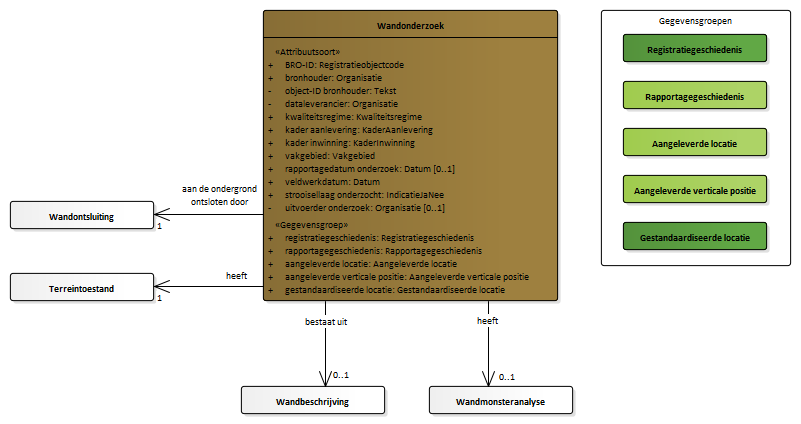 Wandonderzoek
«Attribuutsoort»
+ BRO-ID: Registratieobjectcode
+ bronhouder: Organisatie
- object-ID bronhouder: Tekst
- dataleverancier: Organisatie
+ kwaliteitsregime: Kwaliteitsregime
+ kader aanlevering: KaderAanlevering
+ kader inwinning: KaderInwinning
+ vakgebied: Vakgebied
+ rapportagedatum onderzoek: Datum [0..1]
+ veldwerkdatum: Datum
+ strooisellaag onderzocht: IndicatieJaNee
- uitvoerder onderzoek: Organisatie [0..1]
«Gegevensgroep»
+ registratiegeschiedenis: Registratiegeschiedenis
+ rapportagegeschiedenis: Rapportagegeschiedenis
+ aangeleverde locatie: Aangeleverde locatie
+ aangeleverde verticale positie: Aangeleverde verticale positie
+ gestandaardiseerde locatie: Gestandaardiseerde locatie
Gegevensgroepen
Registratiegeschiedenis
Rapportagegeschiedenis
Aangeleverde locatie
Aangeleverde verticale positie
Gestandaardiseerde locatie
aan de ondergrond
ontsloten door
Wandontsluiting
1
heeft
Terreintoestand
1
bestaat uit
heeft
0..1
0..1
Wandbeschrijving
Wandmonsteranalyse